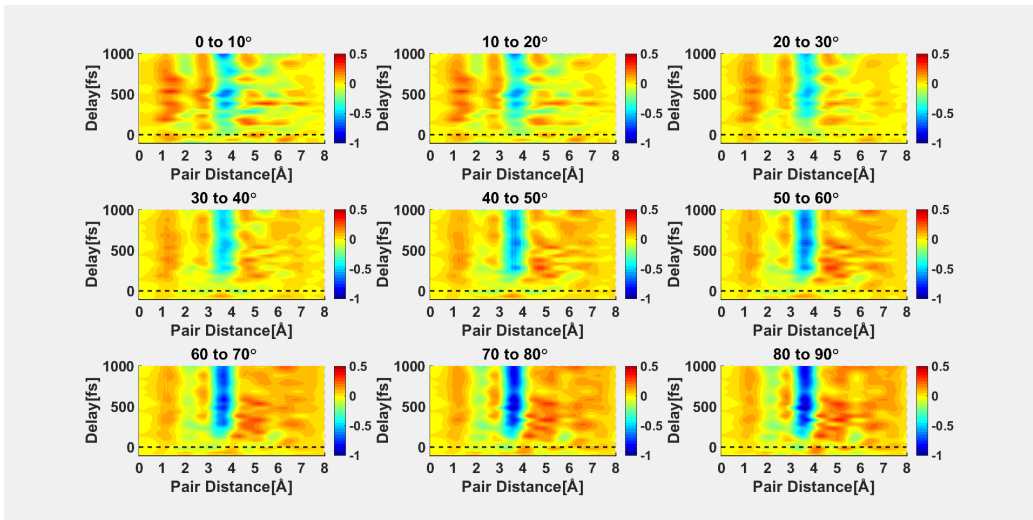 0 to 10° 10 to 20° 20 to 30°
1000 0.5 1000 0.5 1000 0.5
Delay[fs] 500 0 Delay[fs] 500 0 Delay[fs] 500 0
-0.5 -0.5 -0.5
0 -1 0 -1 0 -1
0 1 2 3 4 5 6 7 8 0 1 2 3 4 5 6 7 8 0 1 2 3 4 5 6 7 8
Pair Distance[Å] Pair Distance[Å] Pair Distance[Å]
30 to 40° 40 to 50° 50 to 60°
1000 0.5 1000 0.5 1000 0.5
Delay[fs] 500 0 Delay[fs] 500 0 Delay[fs] 500 0
-0.5 -0.5 -0.5
0 -1 0 -1 0 -1
0 1 2 3 4 5 6 7 8 0 1 2 3 4 5 6 7 8 0 1 2 3 4 5 6 7 8
Pair Distance[Å] Pair Distance[Å] Pair Distance[Å]
60 to 70° 70 to 80° 80 to 90°
1000 0.5 1000 0.5 1000 0.5
Delay[fs] 500 0 Delay[fs] 500 0 Delay[fs] 500 0
-0.5 -0.5 -0.5
0 -1 0 -1 0 -1
0 1 2 3 4 5 6 7 8 0 1 2 3 4 5 6 7 8 0 1 2 3 4 5 6 7 8
Pair Distance[Å] Pair Distance[Å] Pair Distance[Å]